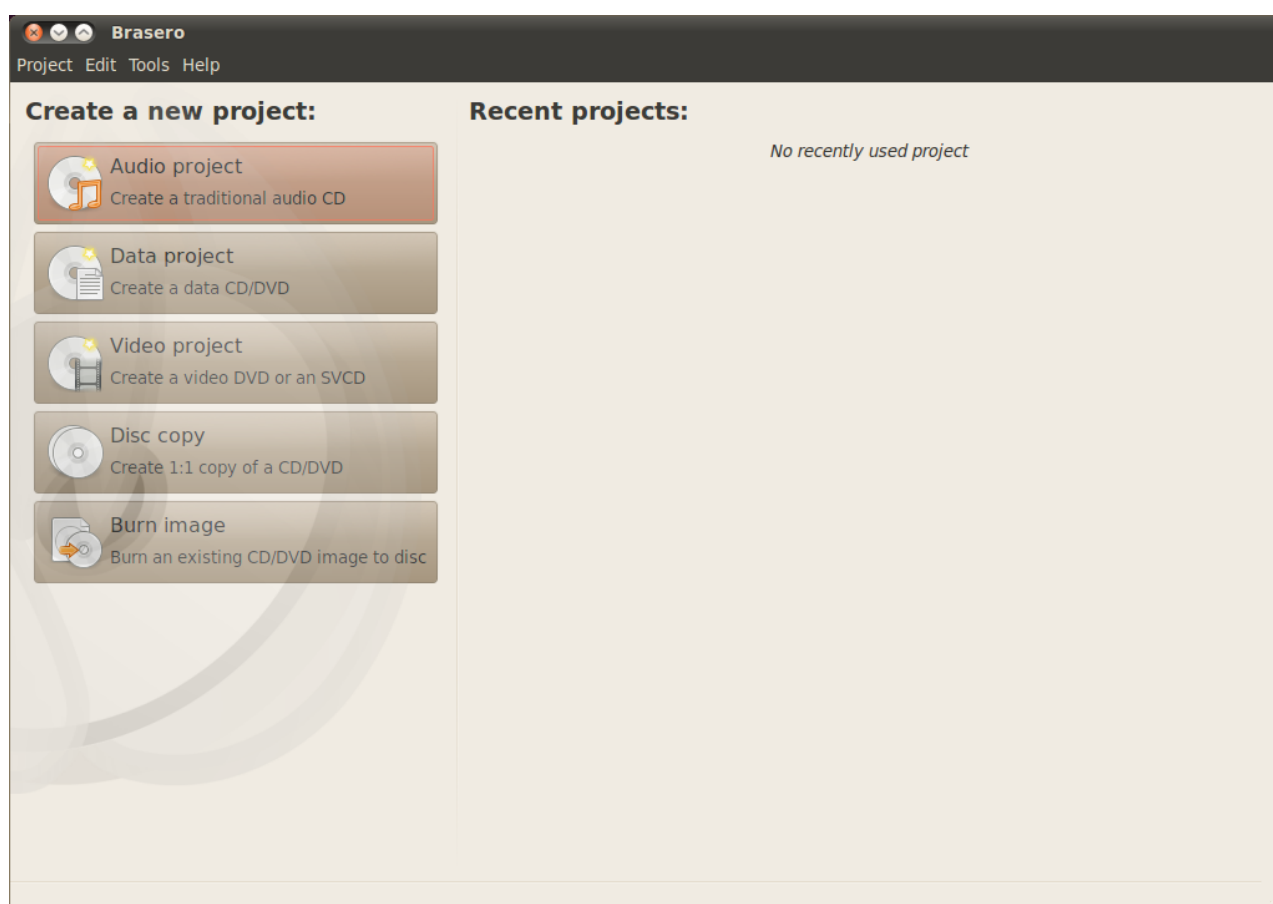 Brasero
Project Edit Tools Help
Create a new project:
Audio project
Create a traditional audio CD
Data project
Create a data CD/DVD
Video project
Create a video DVD or an SVCD
Disc copy
Create 1:1 copy of a CD/DVD
Burn image
Burn an existing CD/DVD image to disc
Recent projects:
No recently used project